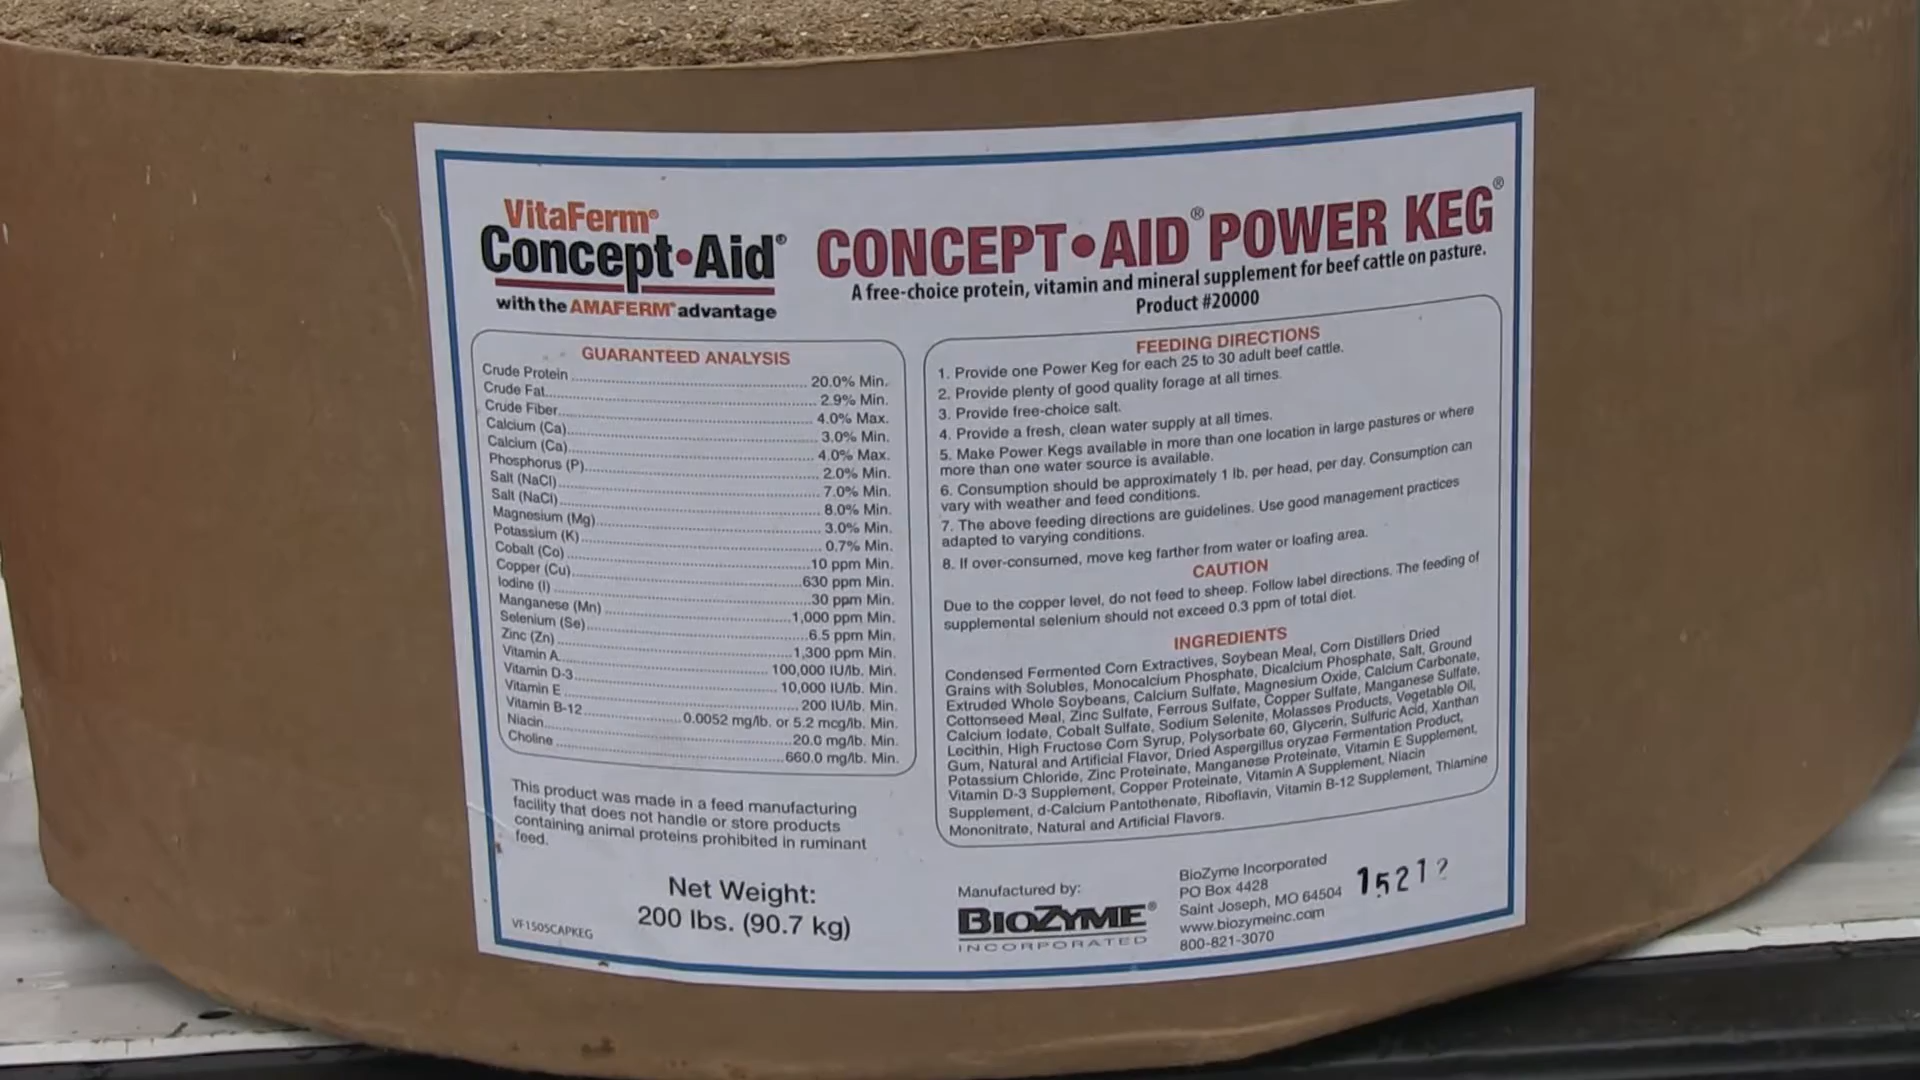 VitaFerm®
Concept•Aid®
with the AMAFERM® advantage
CONCEPT•AID® POWER KEG®
A free-choice protein, vitamin and mineral supplement for beef cattle on pasture.
Product #20000
GUARANTEED ANALYSIS
Crude Protein 20.0% Min.
Crude Fat 2.9% Min.
Crude Fiber 4.0% Max.
Calcium (Ca) 3.0% Min.
Calcium (Ca) 4.0% Max.
Phosphorus (P) 2.0% Min.
Salt (NaCl) 7.0% Min.
Salt (NaCl) 8.0% Min.
Magnesium (Mg) 3.0% Min.
Potassium (K) 0.7% Min.
Cobalt (Co) 10 ppm Min.
Copper (Cu) 630 ppm Min.
Iodine (I) 30 ppm Min.
Manganese (Mn) 1,000 ppm Min.
Selenium (Se) 6.5 ppm Min.
Zinc (Zn) 1,300 ppm Min.
Vitamin A 100,000 IU/lb. Min.
Vitamin D-3 10,000 IU/lb. Min.
Vitamin E 200 IU/lb. Min.
Vitamin B-12 0.0052 mg/lb. or 5.2 mcg/lb. Min.
Niacin 20.0 mg/lb. Min.
Choline 660.0 mg/lb. Min.
This product was made in a feed manufacturing
facility that does not handle or store products
containing animal proteins prohibited in ruminant
feed.
Net Weight:
200 lbs. (90.7 kg)
VF1505CAPKEG
FEEDING DIRECTIONS
1. Provide one Power Keg for each 25 to 30 adult beef cattle.
2. Provide plenty of good quality forage at all times.
3. Provide free-choice salt.
4. Provide a fresh, clean water supply at all times.
5. Make Power Kegs available in more than one location in large pastures or where
more than one water source is available.
6. Consumption should be approximately 1 lb. per head, per day. Consumption can
vary with weather and feed conditions.
7. The above feeding directions are guidelines. Use good management practices
adapted to varying conditions.
8. If over-consumed, move keg farther from water or loafing area.
CAUTION
Due to the copper level, do not feed to sheep. Follow label directions. The feeding of
supplemental selenium should not exceed 0.3 ppm of total diet.
INGREDIENTS
Condensed Fermented Corn Extractives, Soybean Meal, Corn Distillers Dried
Grains with Solubles, Monocalcium Phosphate, Dicalcium Phosphate, Salt, Ground
Extruded Whole Soybeans, Calcium Sulfate, Magnesium Oxide, Calcium Carbonate,
Cottonseed Meal, Zinc Sulfate, Ferrous Sulfate, Copper Sulfate, Manganese Sulfate,
Calcium Iodate, Cobalt Sulfate, Sodium Selenite, Molasses Products, Vegetable Oil,
Lecithin, High Fructose Corn Syrup, Polysorbate 60, Glycerin, Sulfuric Acid, Xanthan
Gum, Natural and Artificial Flavor, Dried Aspergillus oryzae Fermentation Product,
Potassium Chloride, Zinc Proteinate, Manganese Proteinate, Vitamin E Supplement,
Vitamin D-3 Supplement, Copper Proteinate, Vitamin A Supplement, Niacin
Supplement, d-Calcium Pantothenate, Riboflavin, Vitamin B-12 Supplement, Thiamine
Mononitrate, Natural and Artificial Flavors.
Manufactured by:
BIOZYME®
INCORPORATED
BioZyme Incorporated
PO Box 4428
Saint Joseph, MO 64504
www.biozymeinc.com
800-821-3070